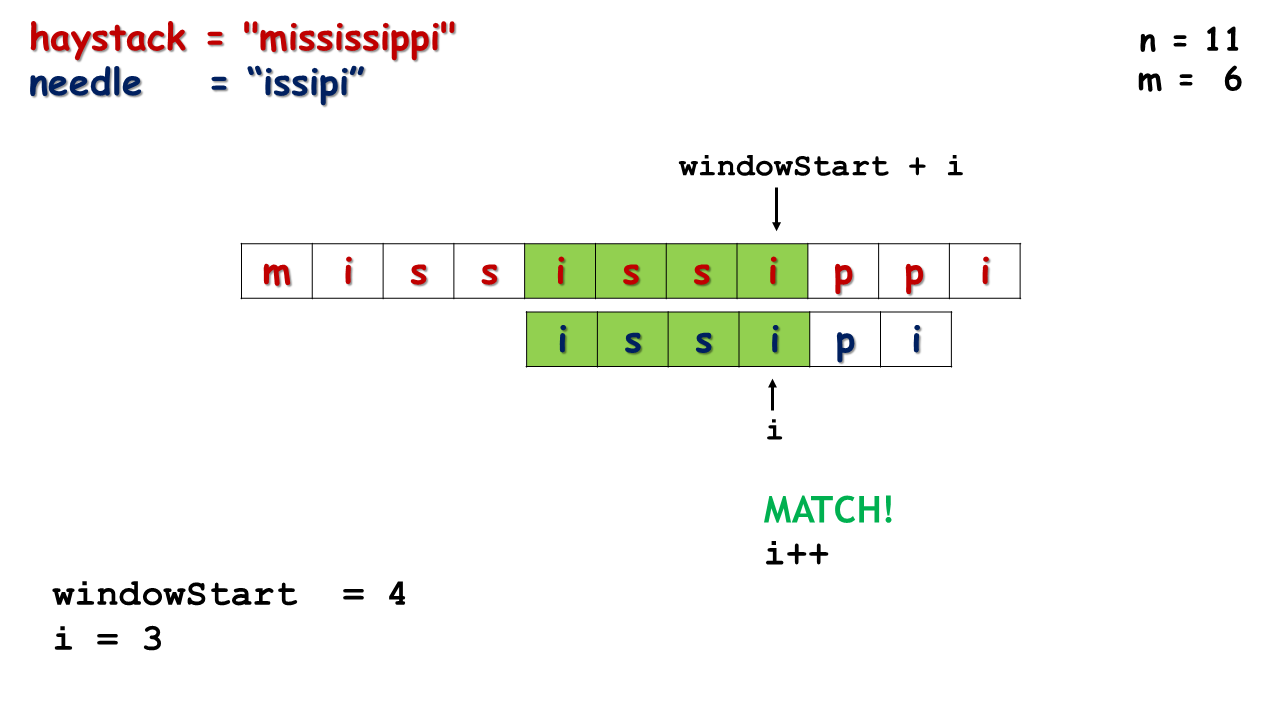 haystack = "mississippi"
needle = “issipi”
n = 11
m = 6
windowStart + i
m i s s i s s i p p i
i s s i p i
i
MATCH!
i++
windowStart = 4
i = 3